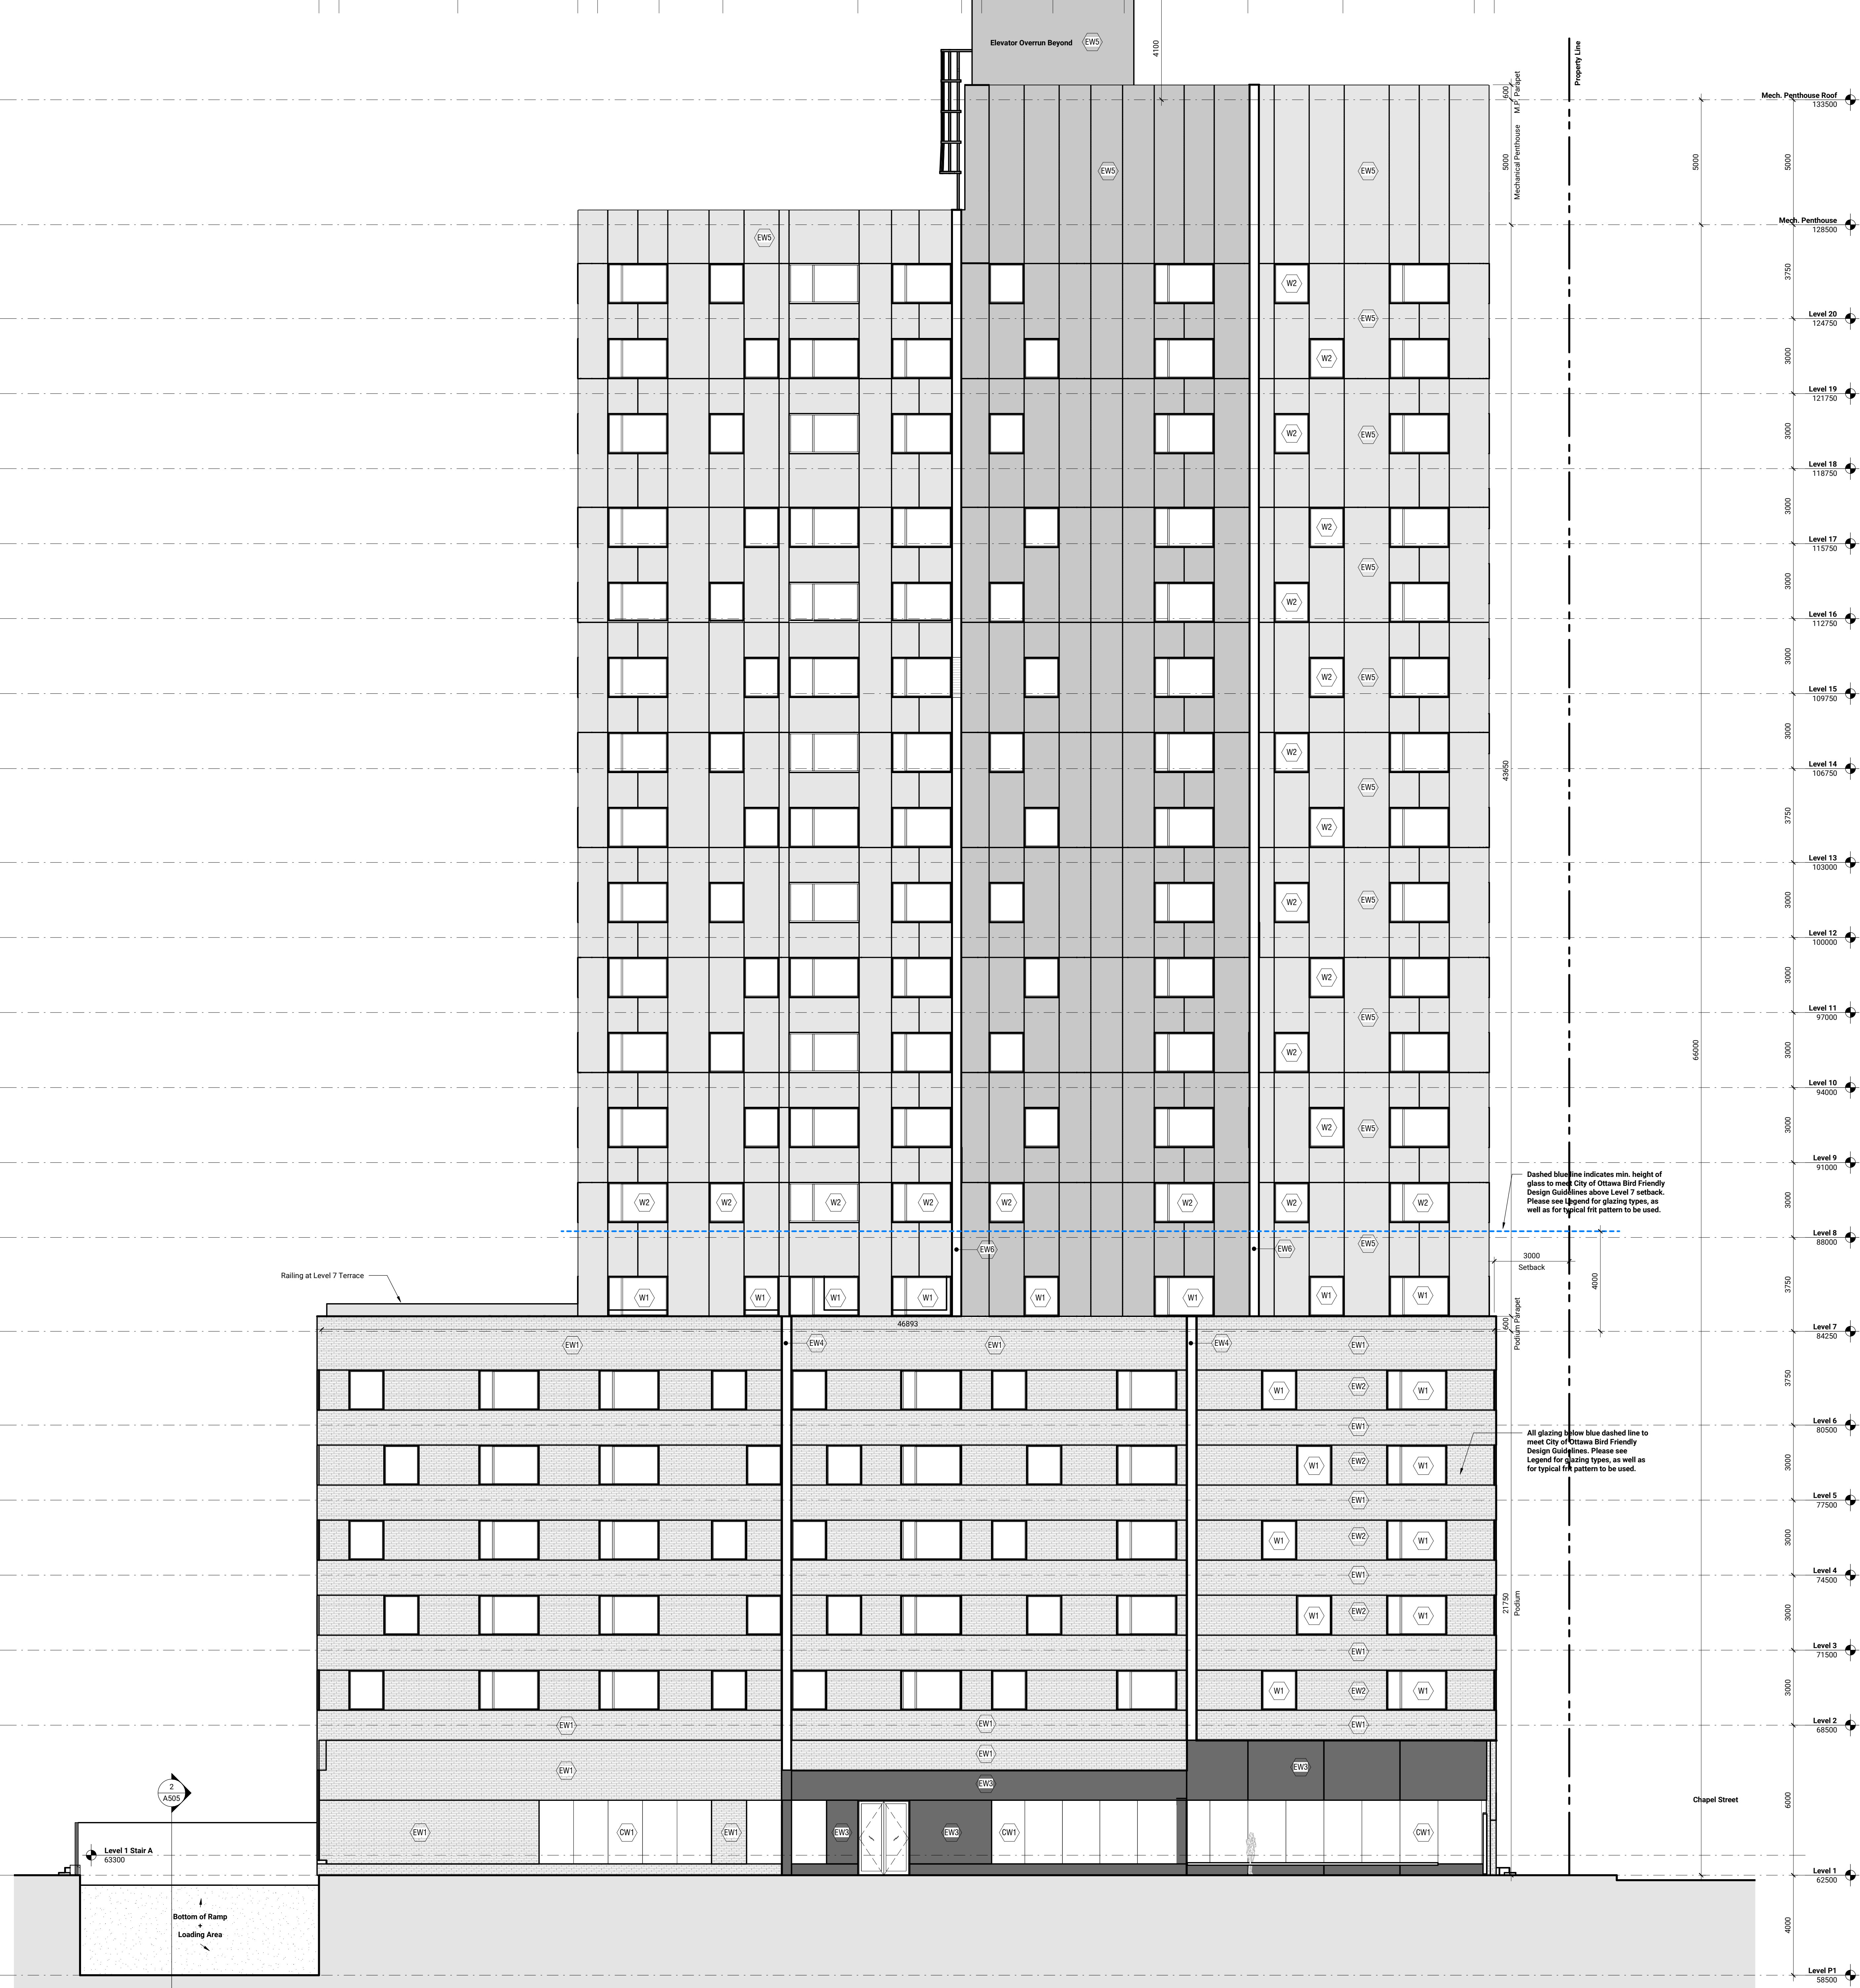 Elevator Overrun Beyond
EW5
4100
600
M.P. Parapet
Property Line
Mech. Penthouse Roof
133500
EW5
EW5
5000
Mechanical Penthouse
5000
5000
Mech. Penthouse
128500
EW5
W2
3750
EW5
Level 20
124750
W2
3000
Level 19
121750
W2
EW5
3000
Level 18
118750
W2
3000
Level 17
115750
EW5
W2
3000
Level 16
112750
W2
EW5
3000
Level 15
109750
W2
3000
43650
Level 14
106750
EW5
W2
3750
Level 13
103000
W2
EW5
3000
Level 12
100000
W2
3000
Level 11
97000
EW5
W2
3000
66000
Level 10
94000
W2
EW5
3000
Level 9
91000
Dashed blue line indicates min. height of
glass to meet City of Ottawa Bird Friendly
Design Guidelines above Level 7 setback.
Please see Legend for glazing types, as
well as for typical frit pattern to be used.
W2
W2
W2
W2
W2
W2
W2
W2
3000
Level 8
88000
EW6
EW6
EW5
3000
Setback
Railing at Level 7 Terrace
4000
3750
W1
W1
W1
W1
W1
W1
W1
W1
46893
600
Podium Parapet
Level 7
84250
EW1
EW4
EW1
EW4
EW1
W1
EW2
W1
3750
EW1
Level 6
80500
All glazing below blue dashed line to
meet City of Ottawa Bird Friendly
Design Guidelines. Please see
Legend for glazing types, as well as
for typical frit pattern to be used.
W1
EW2
W1
3000
EW1
Level 5
77500
W1
EW2
W1
3000
EW1
Level 4
74500
21750
Podium
W1
EW2
W1
3000
EW1
Level 3
71500
W1
EW2
W1
3000
EW1
EW1
EW1
Level 2
68500
EW1
EW1
EW3
EW3
2
A505
Chapel Street
6000
EW1
CW1
EW1
EW3
EW3
CW1
CW1
Level 1 Stair A
63300
Level 1
62500
Bottom of Ramp
+
Loading Area
4000
Level P1
58500